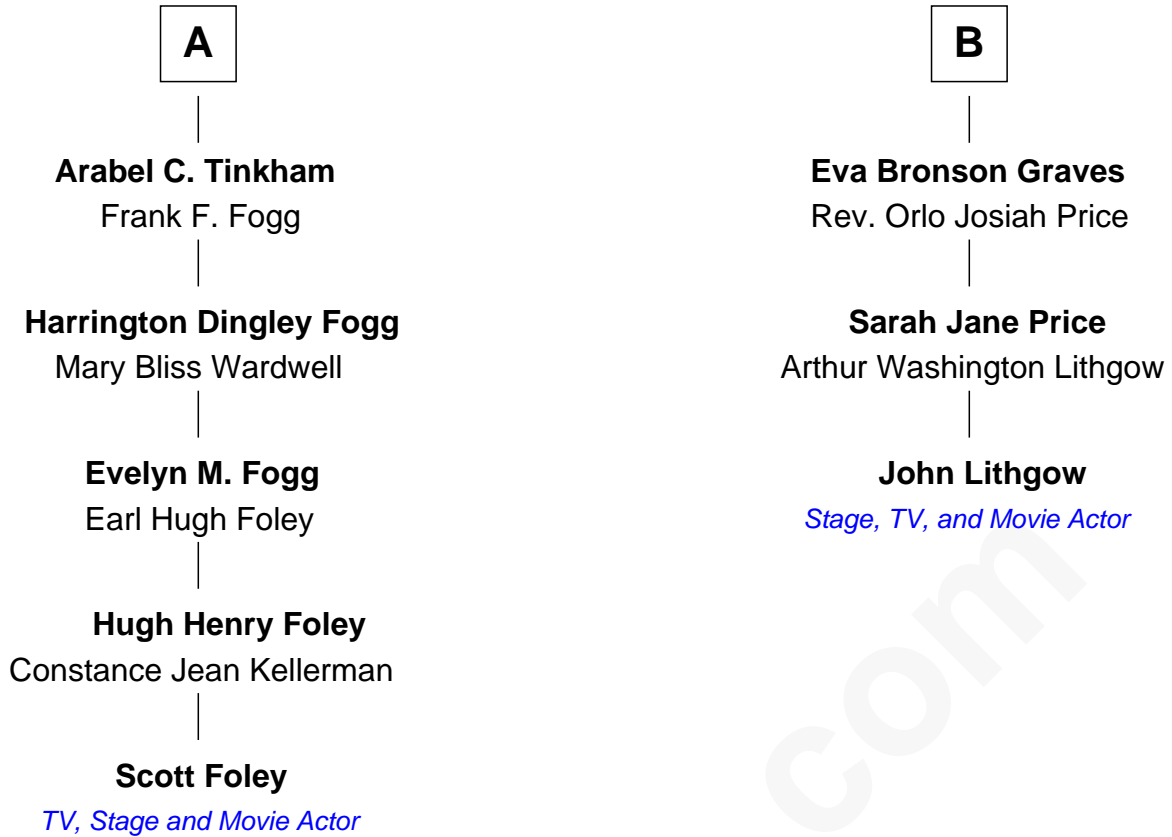 A
Arabel C. Tinkham
Frank F. Fogg
Harrington Dingley Fogg
Mary Bliss Wardwell
Evelyn M. Fogg
Earl Hugh Foley
Hugh Henry Foley
Constance Jean Kellerman
Scott Foley
TV, Stage and Movie Actor
B
Eva Bronson Graves
Rev. Orlo Josiah Price
Sarah Jane Price
Arthur Washington Lithgow
John Lithgow
Stage, TV, and Movie Actor
com